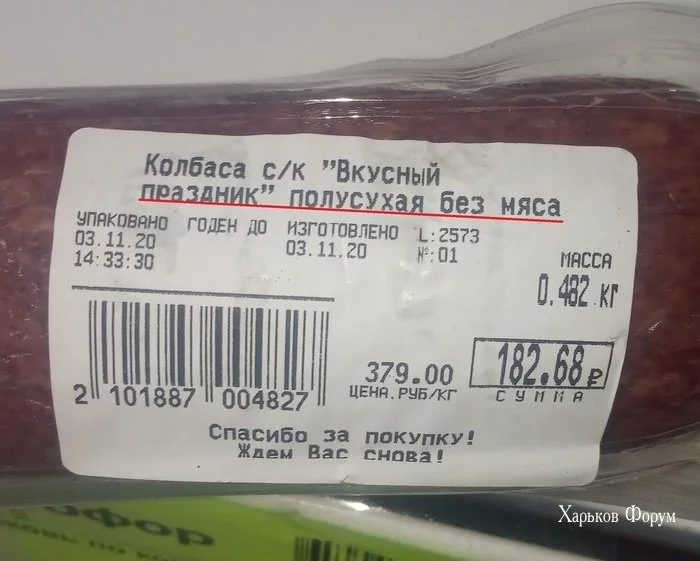 Колбаса с/к "Вкусный
праздник" полусухая без мяса
УПАКОВАНО ГОДЕН ДО ИЗГОТОВЛЕНО L:2573
03.11.20 03.11.20 №:01
14:33:30
МАССА
0.482 кг
379.00 182.68 ₽
ЦЕНА,РУБ/КГ СУММА
2 101887 004827
Спасибо за покупку!
Ждем Вас снова!
офор
Харьков Форум